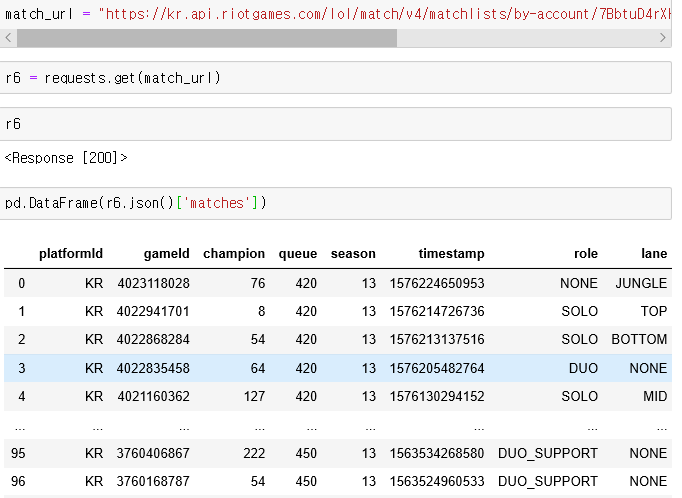 match_url = "https://kr.api.riotgames.com/lol/match/v4/matchlists/by-account/7BbtuD4rX
r6 = requests.get(match_url)
r6
<Response [200]>
pd.DataFrame(r6.json()['matches'])
platformId gameId champion queue season timestamp role lane
0 KR 4023118028 76 420 13 1576224650953 NONE JUNGLE
1 KR 4022941701 8 420 13 1576214726736 SOLO TOP
2 KR 4022868284 54 420 13 1576213137516 SOLO BOTTOM
3 KR 4022835458 64 420 13 1576205482764 DUO NONE
4 KR 4021160362 127 420 13 1576130294152 SOLO MID
... ... ... ... ... ... ... ... ...
95 KR 3760406867 222 450 13 1563534268580 DUO_SUPPORT NONE
96 KR 3760168787 54 450 13 1563524960533 DUO_SUPPORT NONE